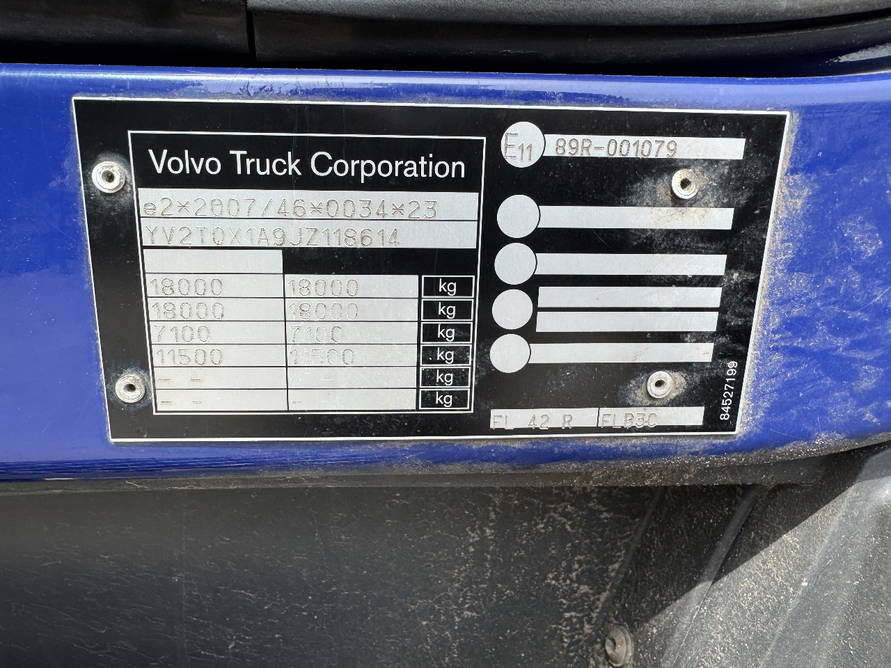 Volvo Truck Corporation
e2*2007/46*0034*23
YV2T0X1A9JZ118614
18000 18000 kg
18000 18000 kg
7100 7100 kg
11500 11500 kg
- - - - kg
- - kg
E11 89R-001079
FL 42 R FLB3C
84527199